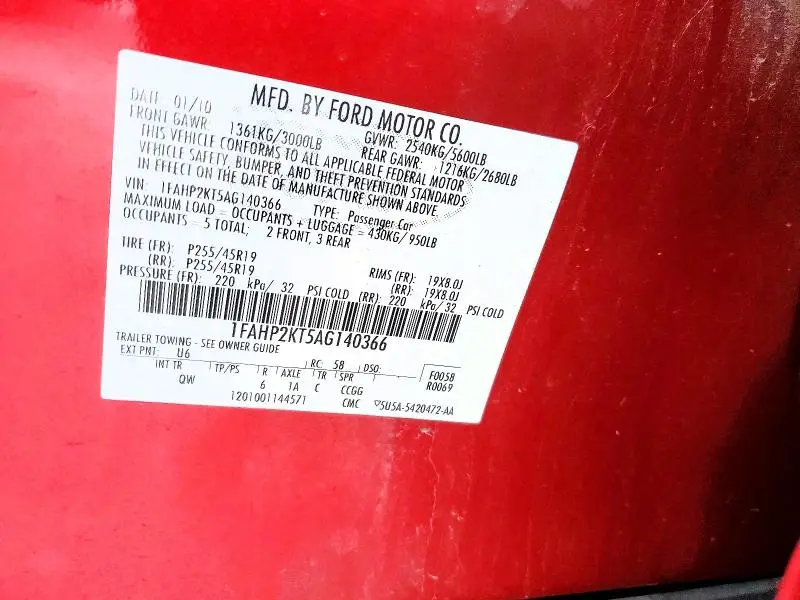 MFD. BY FORD MOTOR CO.
DATE 01/10 GVWR: 2540KG/5600LB
FRONT GAWR: 1361KG/3000LB REAR GAWR: 1216KG/2680LB
THIS VEHICLE CONFORMS TO ALL APPLICABLE FEDERAL MOTOR
VEHICLE SAFETY, BUMPER, AND THEFT PREVENTION STANDARDS
IN EFFECT ON THE DATE OF MANUFACTURE SHOWN ABOVE
VIN: 1FAHP2KT5AG140366 TYPE: Passenger Car
MAXIMUM LOAD = OCCUPANTS + LUGGAGE = 430KG/ 950LB
OCCUPANTS = 5 TOTAL; 2 FRONT, 3 REAR
TIRE (FR): P255/45R19 RIMS (FR): 19X8.0J
(RR): P255/45R19 (RR): 19X8.0J
PRESSURE (FR): 220 kPa/ 32 PSI COLD (RR): 220 kPa/ 32 PSI COLD
1FAHP2KT5AG140366
TRAILER TOWING - SEE OWNER GUIDE
EXT PNT: U6 RC: 58 DSO: F005B
INT TR TP/PS R AXLE TR SPR R0069
QW 6 1A C CCGG
1201001144571 CMC ▽5U5A-5420472-AA